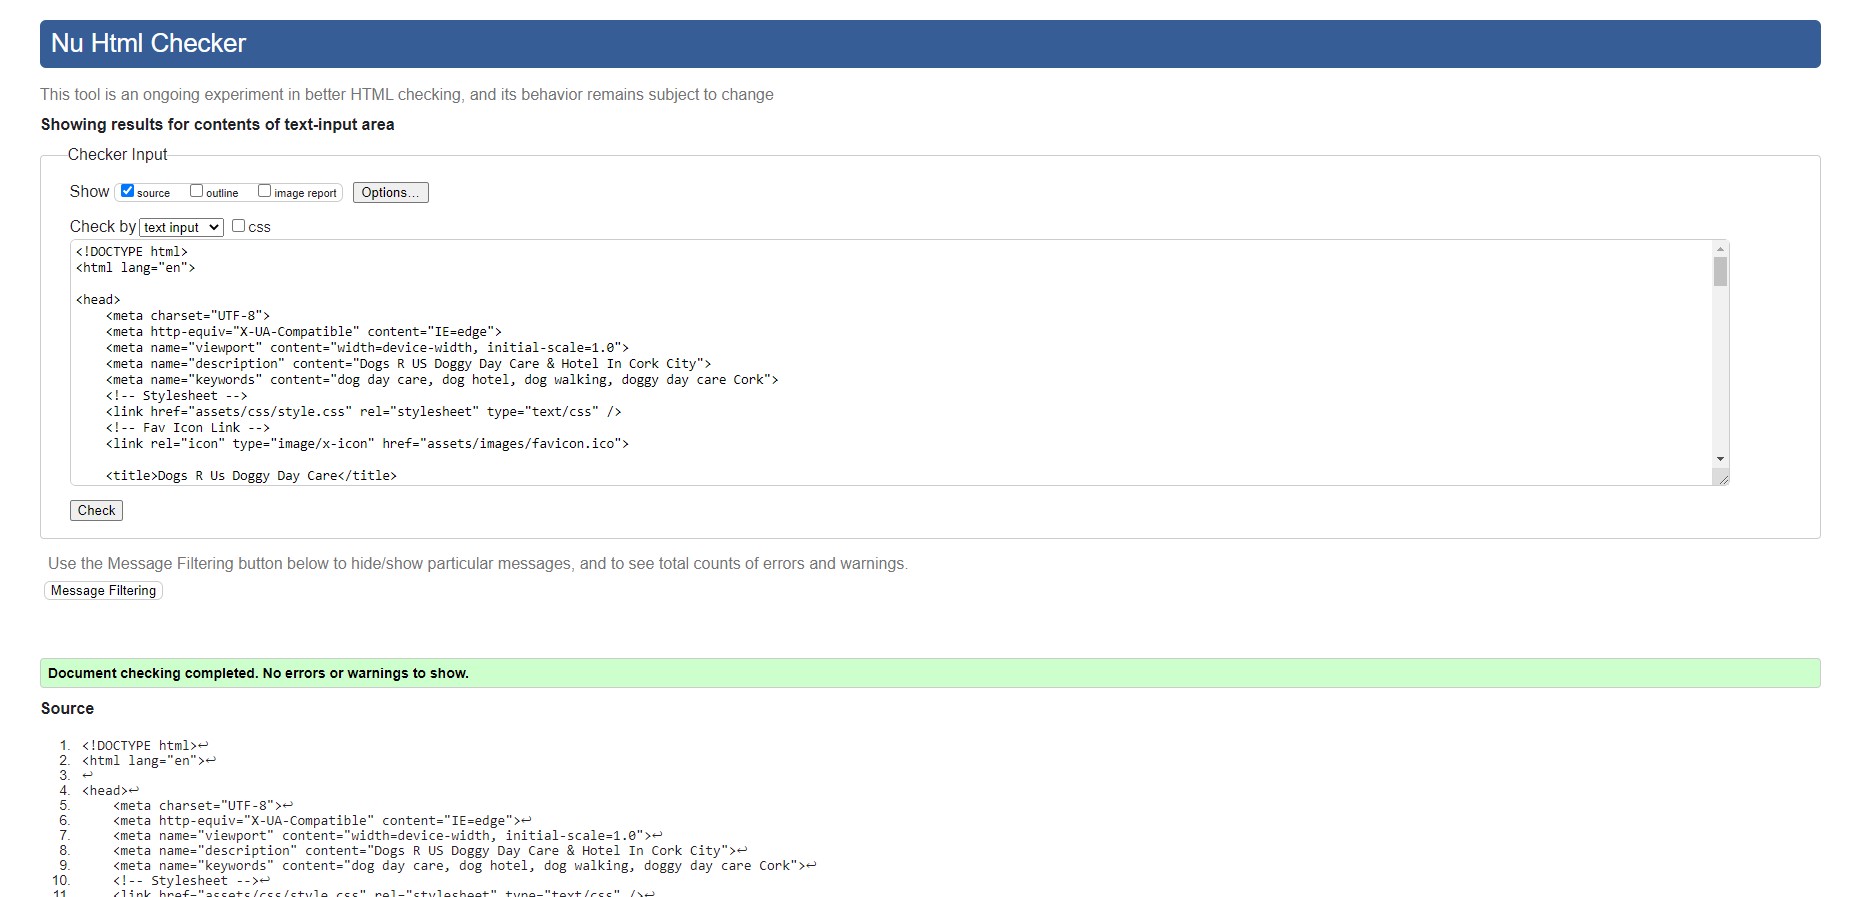 Nu Html Checker
This tool is an ongoing experiment in better HTML checking, and its behavior remains subject to change
Showing results for contents of text-input area
Checker Input
Show source outline image report Options...
Check by text input css
<!DOCTYPE html>
<html lang="en">
<head>
<meta charset="UTF-8">
<meta http-equiv="X-UA-Compatible" content="IE=edge">
<meta name="viewport" content="width=device-width, initial-scale=1.0">
<meta name="description" content="Dogs R US Doggy Day Care & Hotel In Cork City">
<meta name="keywords" content="dog day care, dog hotel, dog walking, doggy day care Cork">
<!-- Stylesheet -->
<link href="assets/css/style.css" rel="stylesheet" type="text/css" />
<!-- Fav Icon Link -->
<link rel="icon" type="image/x-icon" href="assets/images/favicon.ico">
<title>Dogs R Us Doggy Day Care</title>
Check
Use the Message Filtering button below to hide/show particular messages, and to see total counts of errors and warnings.
Message Filtering
Document checking completed. No errors or warnings to show.
Source
1. <!DOCTYPE html>↩
2. <html lang="en">↩
3. ↩
4. <head>↩
5. <meta charset="UTF-8">↩
6. <meta http-equiv="X-UA-Compatible" content="IE=edge">↩
7. <meta name="viewport" content="width=device-width, initial-scale=1.0">↩
8. <meta name="description" content="Dogs R US Doggy Day Care & Hotel In Cork City">↩
9. <meta name="keywords" content="dog day care, dog hotel, dog walking, doggy day care Cork">↩
10. <!-- Stylesheet -->↩
11. <link href="assets/css/style.css" rel="stylesheet" type="text/css" />↩